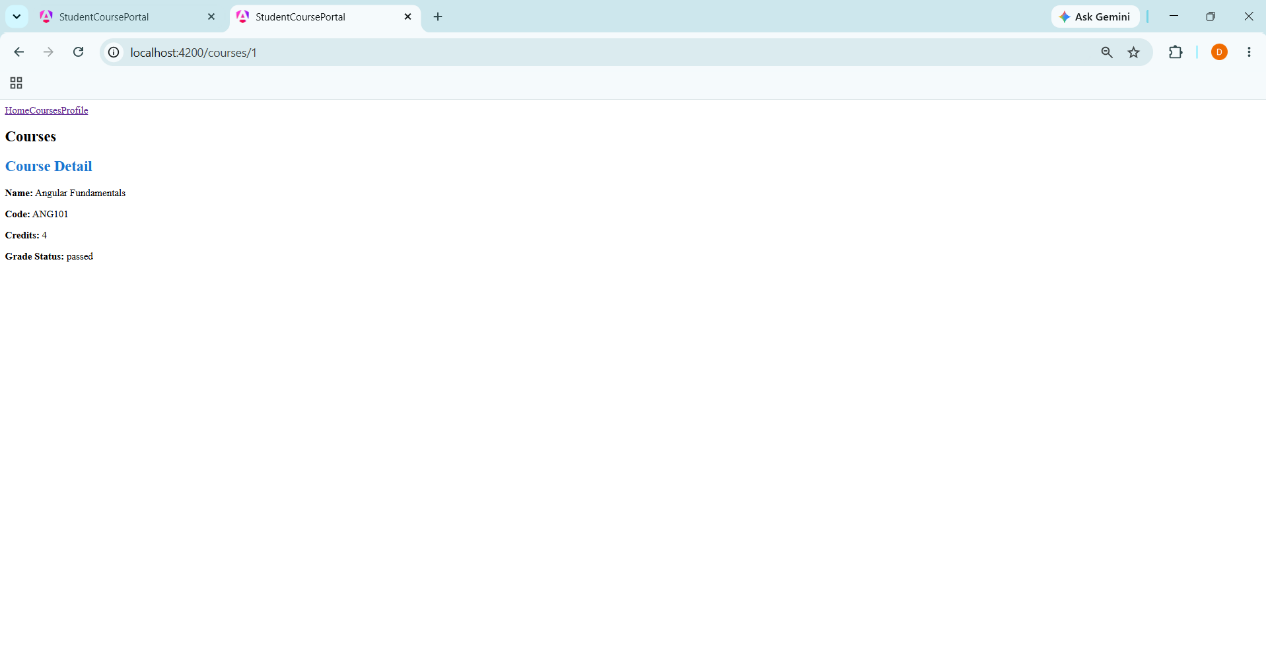 StudentCoursePortal
StudentCoursePortal
Ask Gemini
localhost:4200/courses/1
D
HomeCoursesProfile
Courses
Course Detail
Name: Angular Fundamentals
Code: ANG101
Credits: 4
Grade Status: passed